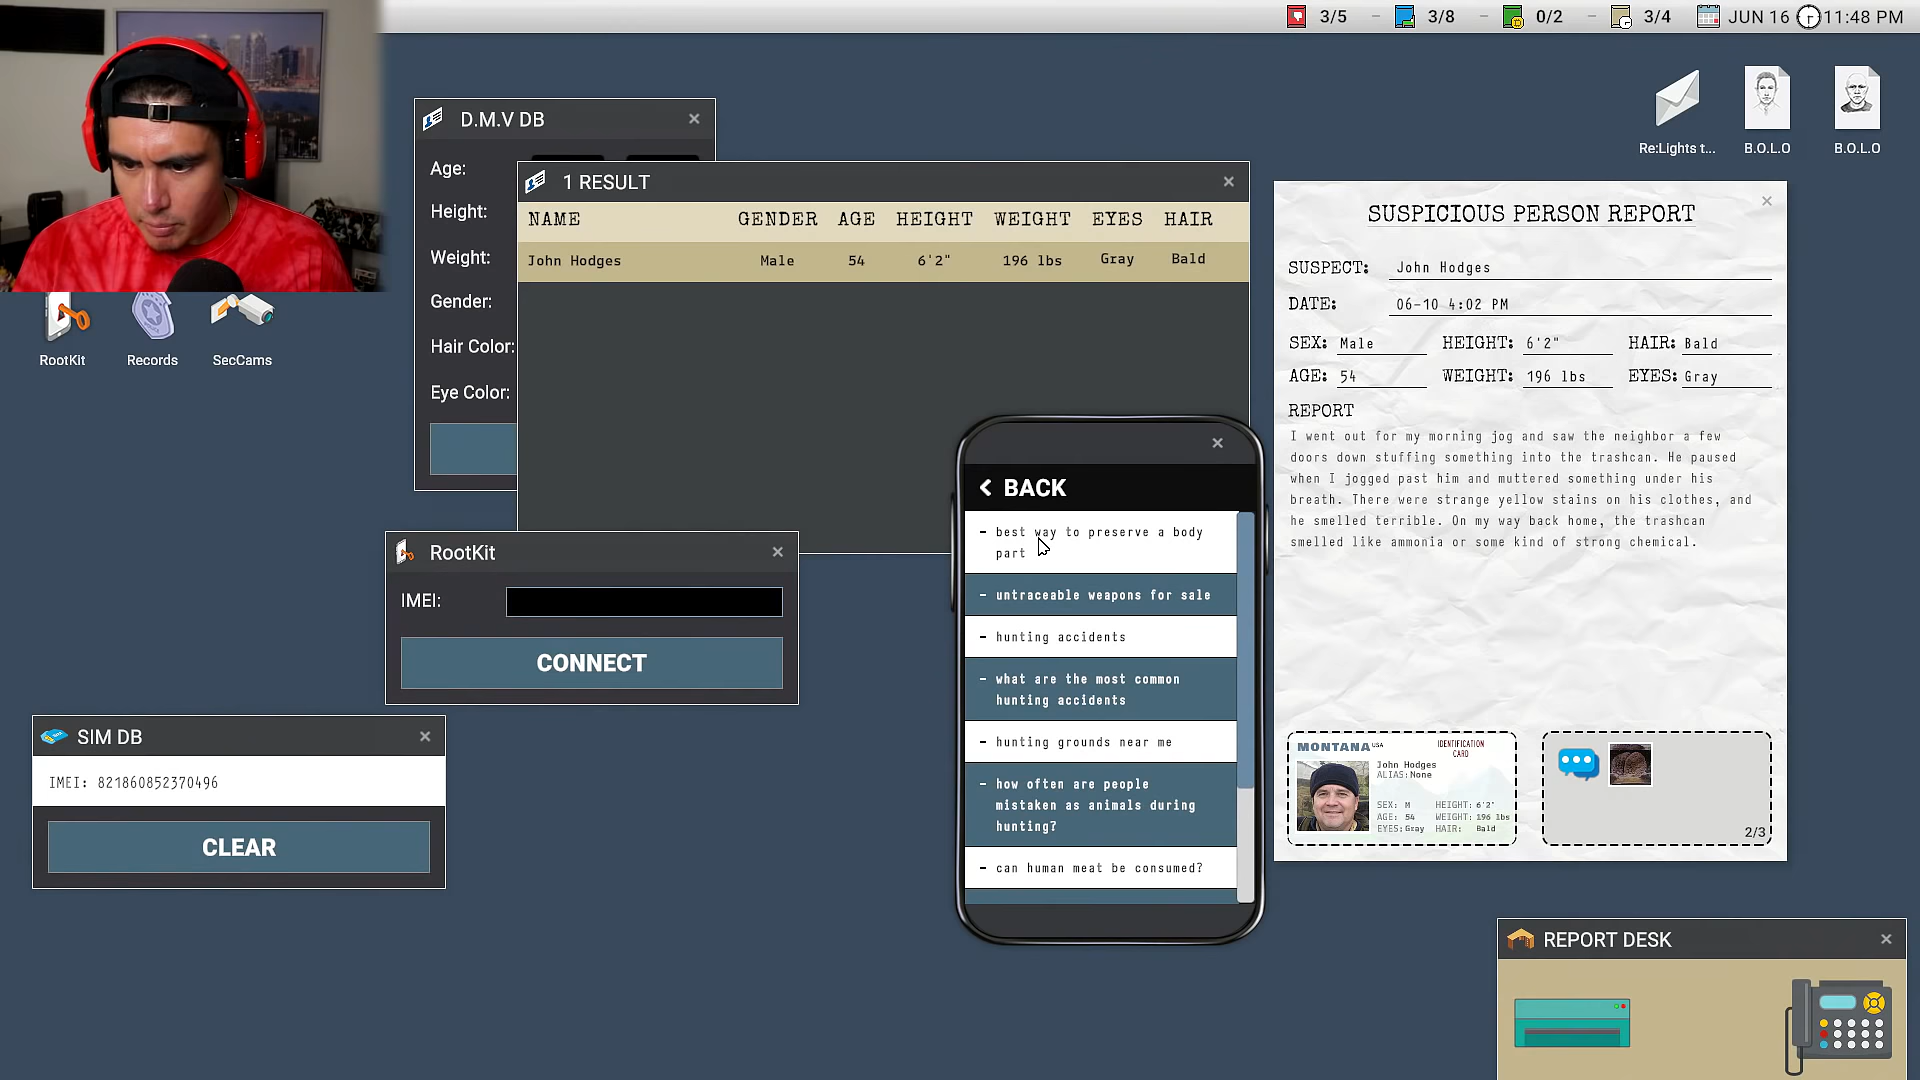 3/5
3/8
0/2
3/4
JUN 16
11:48 PM
Re:Lights t...
B.O.L.O
B.O.L.O
RootKit
Records
SecCams
D.M.V DB
Age:
Height:
Weight:
Gender:
Hair Color:
Eye Color:
1 RESULT
NAME GENDER AGE HEIGHT WEIGHT EYES HAIR
John Hodges Male 54 6'2" 196 lbs Gray Bald
RootKit
IMEI:
CONNECT
SIM DB
IMEI: 821860852370496
CLEAR
BACK
- best way to preserve a body
part
- untraceable weapons for sale
- hunting accidents
- what are the most common
hunting accidents
- hunting grounds near me
- how often are people
mistaken as animals during
hunting?
- can human meat be consumed?
SUSPICIOUS PERSON REPORT
SUSPECT: John Hodges
DATE: 06-10 4:02 PM
SEX: Male HEIGHT: 6'2" HAIR: Bald
AGE: 54 WEIGHT: 196 lbs EYES: Gray
REPORT
I went out for my morning jog and saw the neighbor a few
doors down stuffing something into the trashcan. He paused
when I jogged past him and muttered something under his
breath. There were strange yellow stains on his clothes, and
he smelled terrible. On my way back home, the trashcan
smelled like ammonia or some kind of strong chemical.
MONTANA USA IDENTIFICATION
CARD
John Hodges
ALIAS: None
SEX: M HEIGHT: 6'2"
AGE: 54 WEIGHT: 196 lbs
EYES: Gray HAIR: Bald
2/3
REPORT DESK